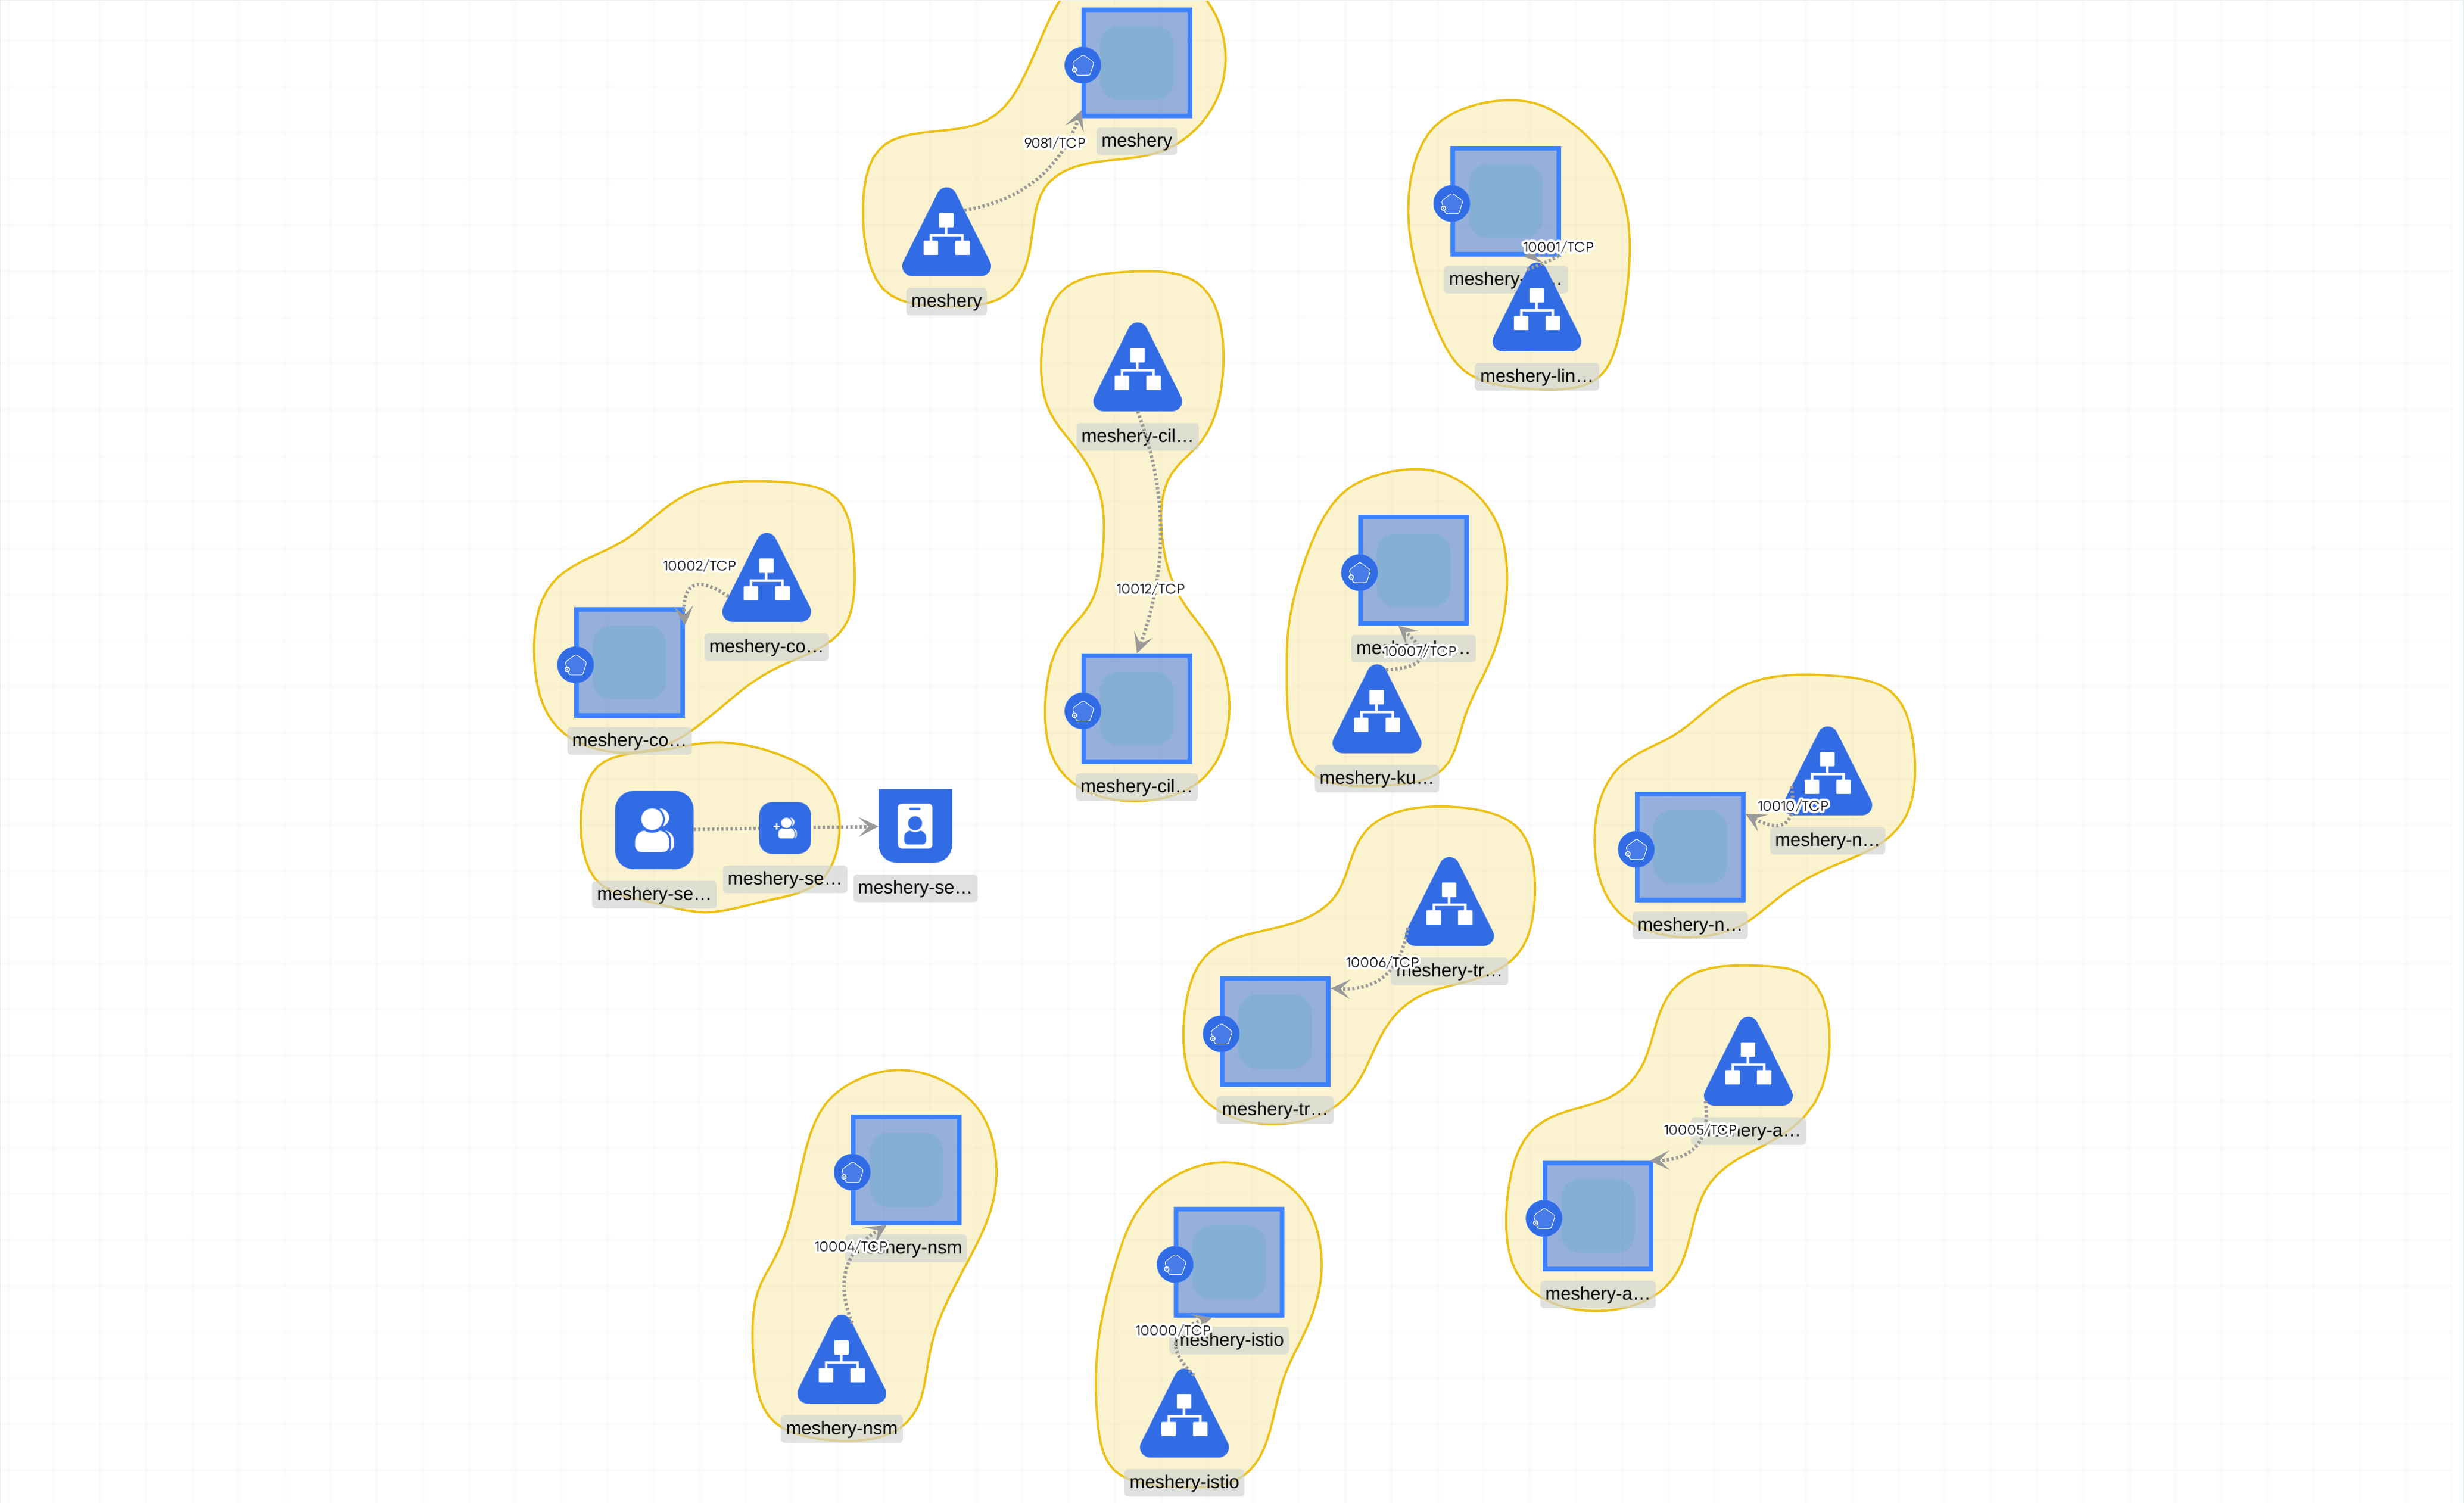 meshery
9081/TCP
meshery
10001/TCP
meshery-lin…
meshery-cil…
10012/TCP
meshery-cil…
10002/TCP
meshery-co…
meshery-co…
10007/TCP
meshery-ku…
meshery-se…
meshery-se…
meshery-se…
10010/TCP
meshery-n…
meshery-n…
10006/TCP
meshery-tr…
meshery-tr…
10005/TCP
meshery-a…
10004/TCP
meshery-nsm
10000/TCP
meshery-istio
meshery-istio